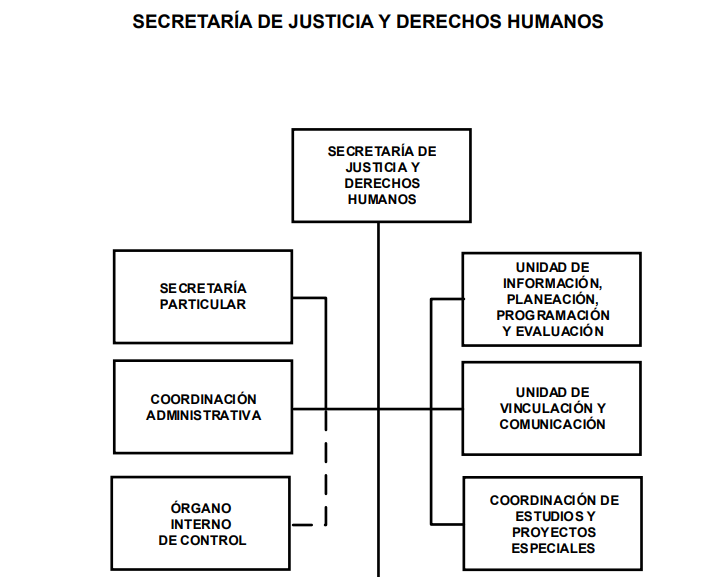 SECRETARÍA DE JUSTICIA Y DERECHOS HUMANOS
SECRETARÍA DE
JUSTICIA Y
DERECHOS
HUMANOS
SECRETARÍA
PARTICULAR
UNIDAD DE
INFORMACIÓN,
PLANEACIÓN,
PROGRAMACIÓN
Y EVALUACIÓN
COORDINACIÓN
ADMINISTRATIVA
UNIDAD DE
VINCULACIÓN Y
COMUNICACIÓN
ÓRGANO
INTERNO
DE CONTROL
COORDINACIÓN DE
ESTUDIOS Y
PROYECTOS
ESPECIALES